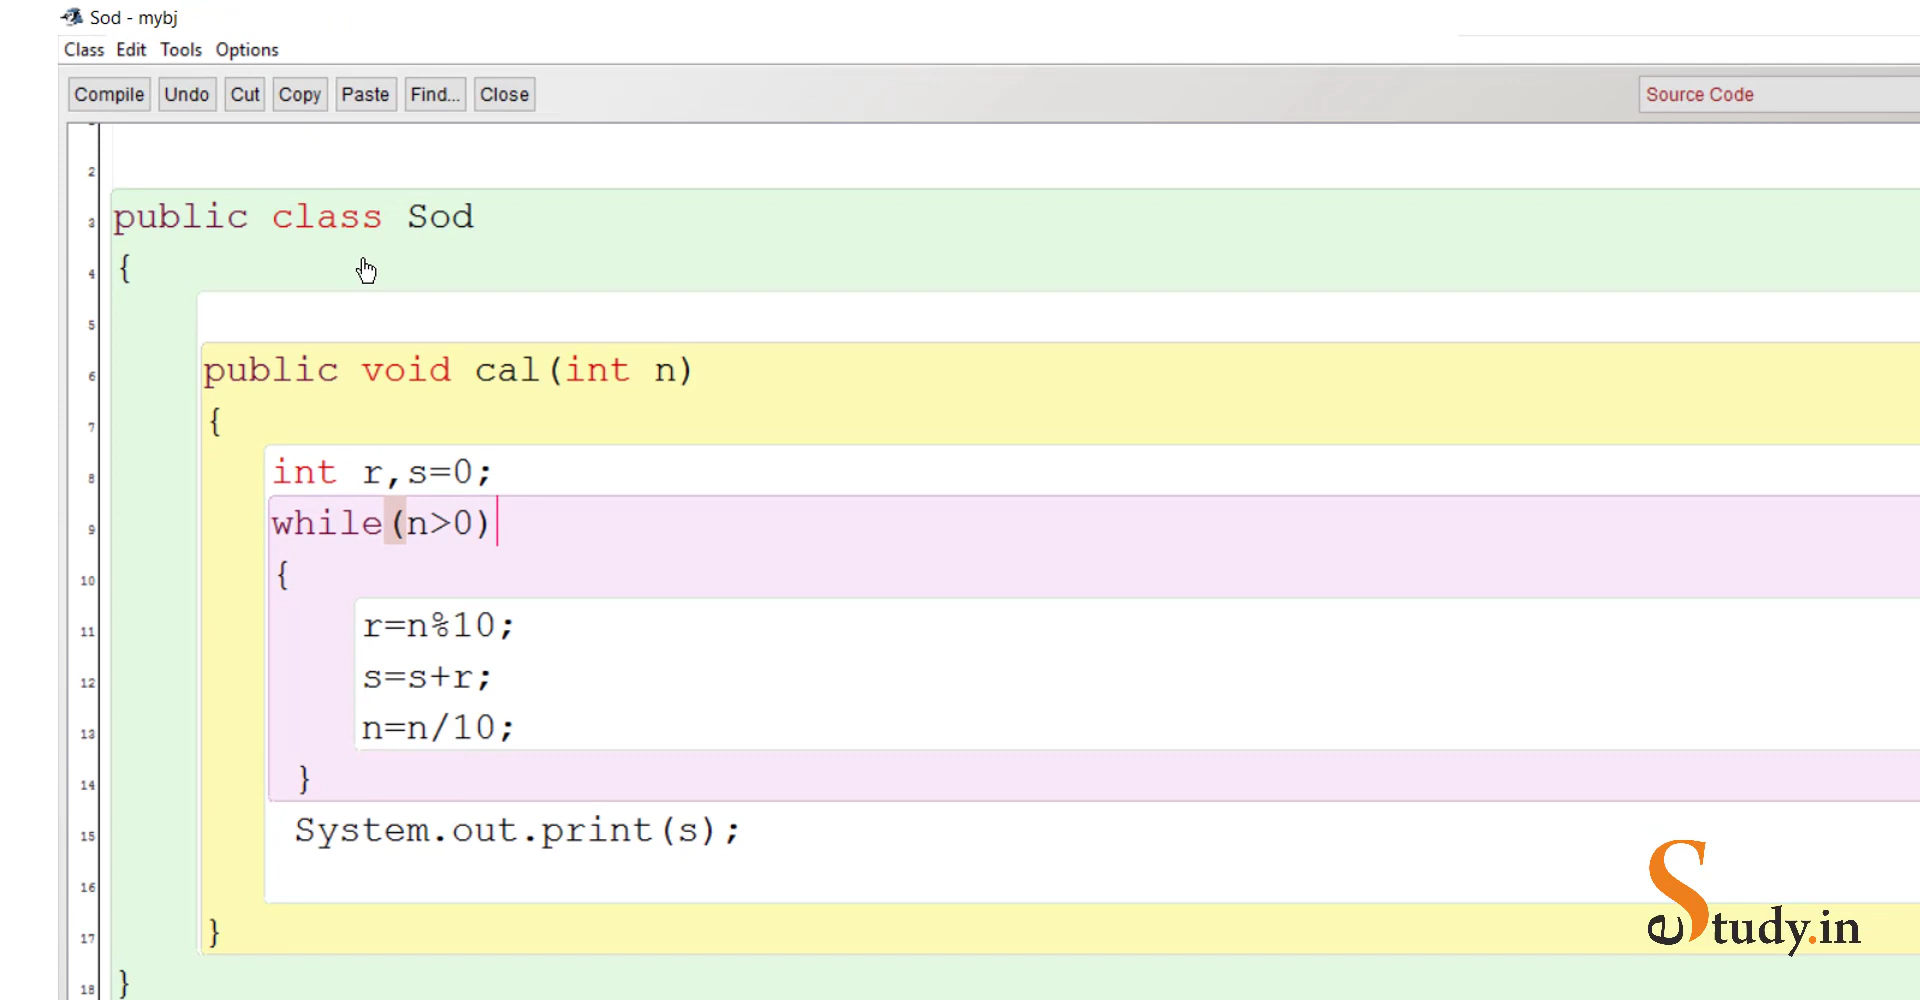 Sod - mybj
Class Edit Tools Options
Compile Undo Cut Copy Paste Find... Close Source Code
2
3 public class Sod
4 {
5
6 public void cal(int n)
7 {
8 int r,s=0;
9 while(n>0)
10 {
11 r=n%10;
12 s=s+r;
13 n=n/10;
14 }
15 System.out.print(s);
16
17 }
18 }
eStudy.in